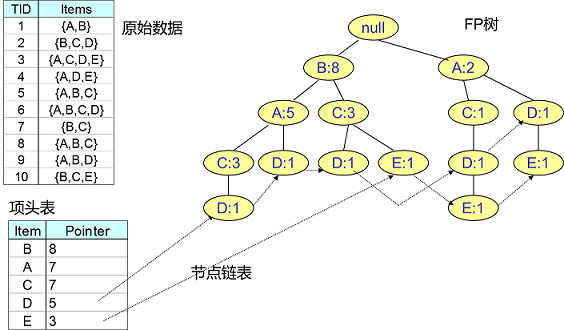 TID Items
1 {A,B}
2 {B,C,D}
3 {A,C,D,E}
4 {A,D,E}
5 {A,B,C}
6 {A,B,C,D}
7 {B,C}
8 {A,B,C}
9 {A,B,D}
10 {B,C,E}
原始数据
FP树
null
B:8 A:2
A:5 C:3 C:1 D:1
C:3 D:1 D:1 E:1 D:1 E:1
D:1 E:1
项头表
Item Pointer
B 8
A 7
C 7
D 5
E 3
节点链表